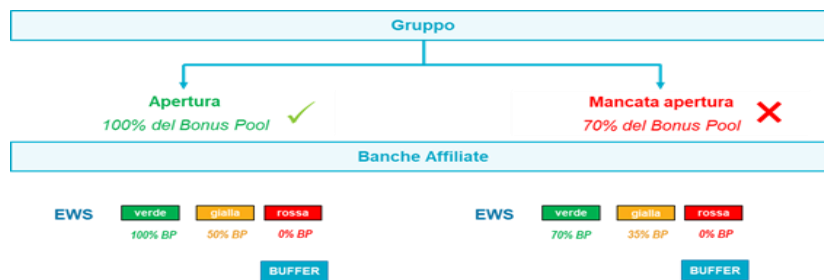 Gruppo
Apertura
100% del Bonus Pool
Mancata apertura
70% del Bonus Pool
Banche Affiliate
EWS verde gialla rossa
100% BP 50% BP 0% BP
BUFFER
EWS verde gialla rossa
70% BP 35% BP 0% BP
BUFFER